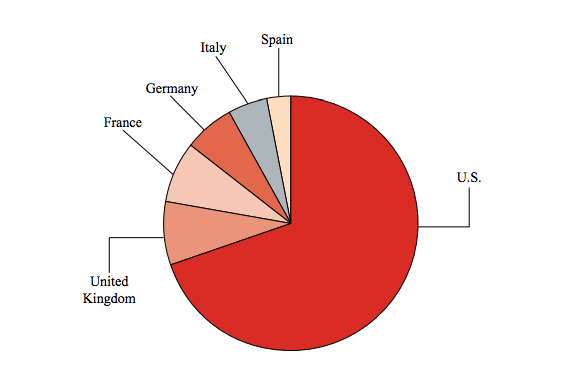 Spain
Italy
Germany
France
U.S.
United
Kingdom